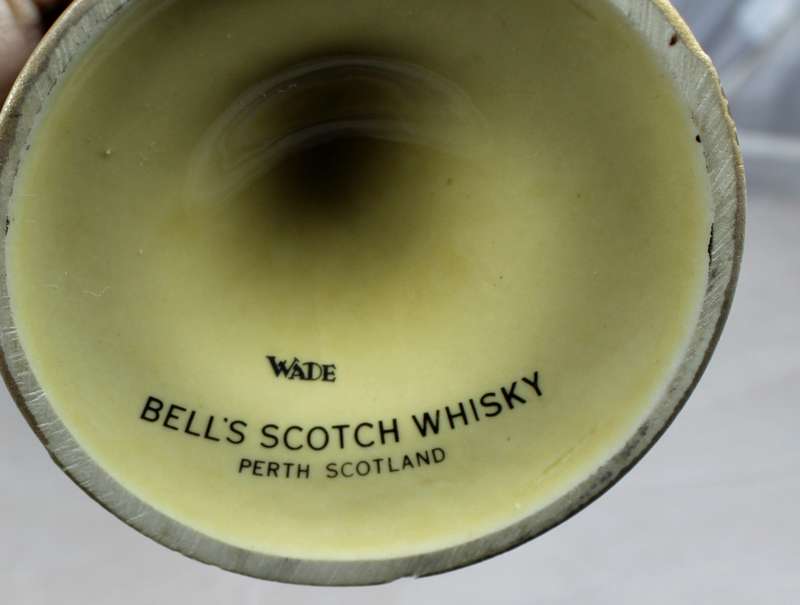 WADE
BELL'S SCOTCH WHISKY
PERTH SCOTLAND